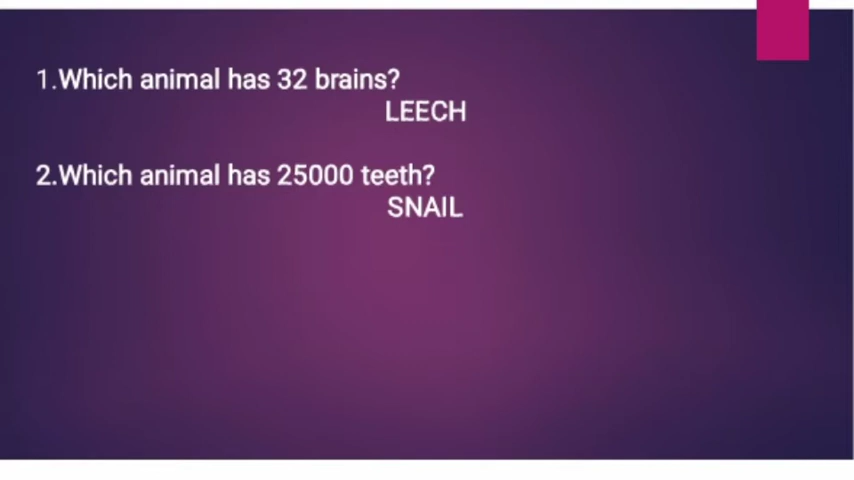 1.Which animal has 32 brains?
LEECH
2.Which animal has 25000 teeth?
SNAIL